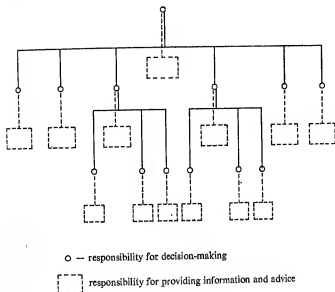 — responsibility for decision-making
responsibility for providing information and advice